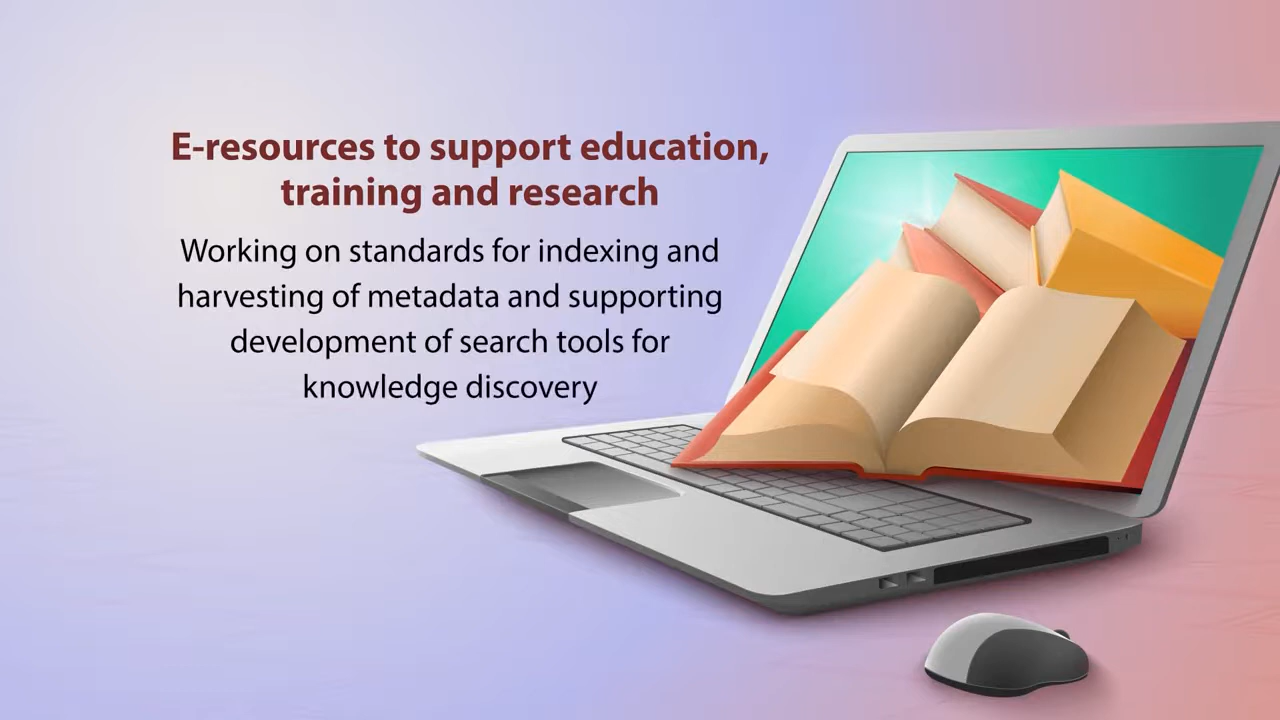 E-resources to support education,
training and research
Working on standards for indexing and
harvesting of metadata and supporting
development of search tools for
knowledge discovery